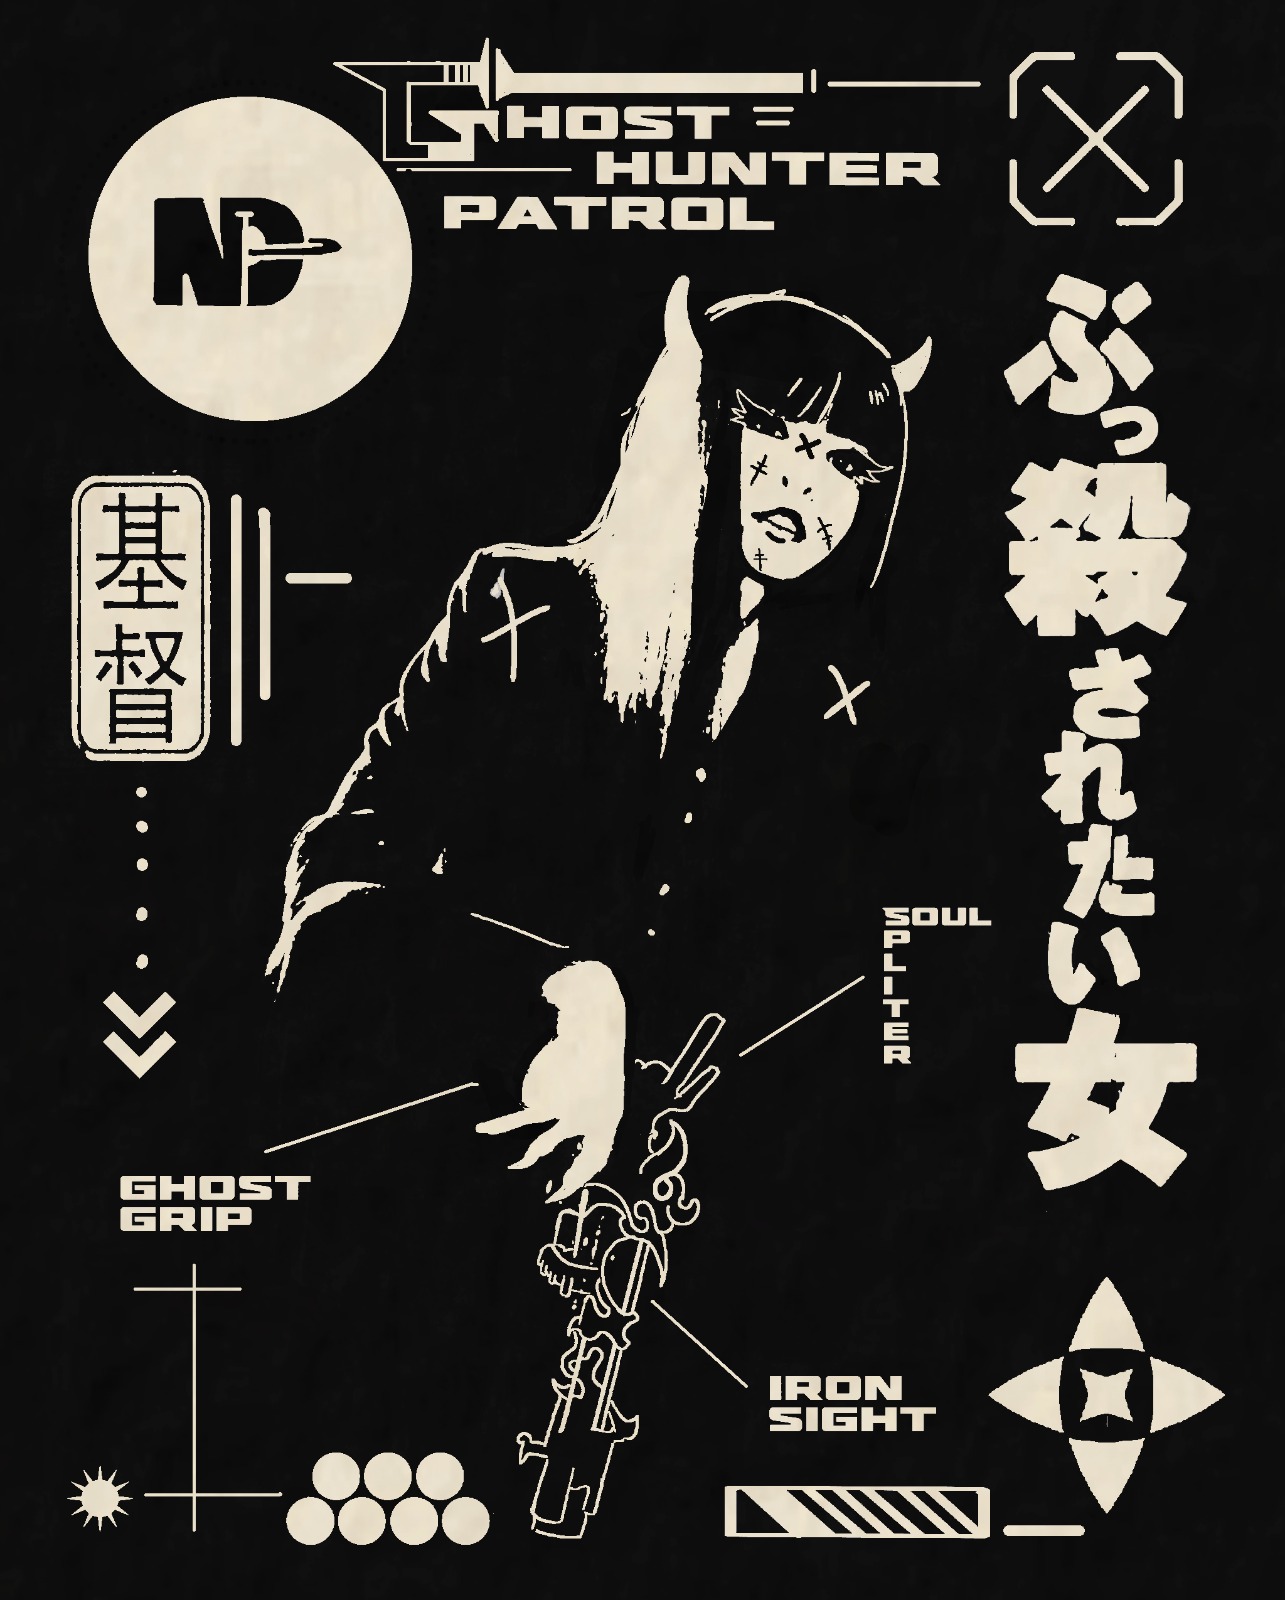 GHOST
HUNTER
PATROL
ND
ぶっ殺されたい女
基督
SOUL
SPLITER
GHOST
GRIP
IRON
SIGHT